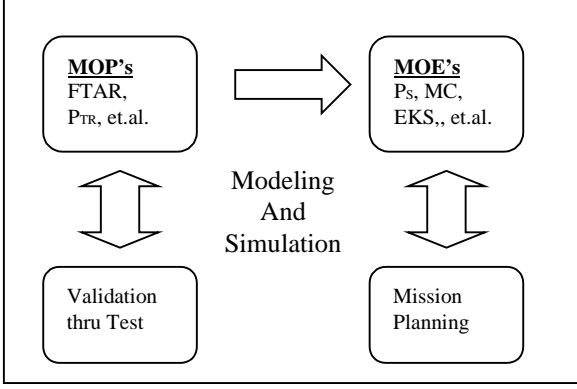 MOP's
FTAR,
PTR, et.al.
MOE's
PS, MC,
EKS,, et.al.
Modeling
And
Simulation
Validation
thru Test
Mission
Planning